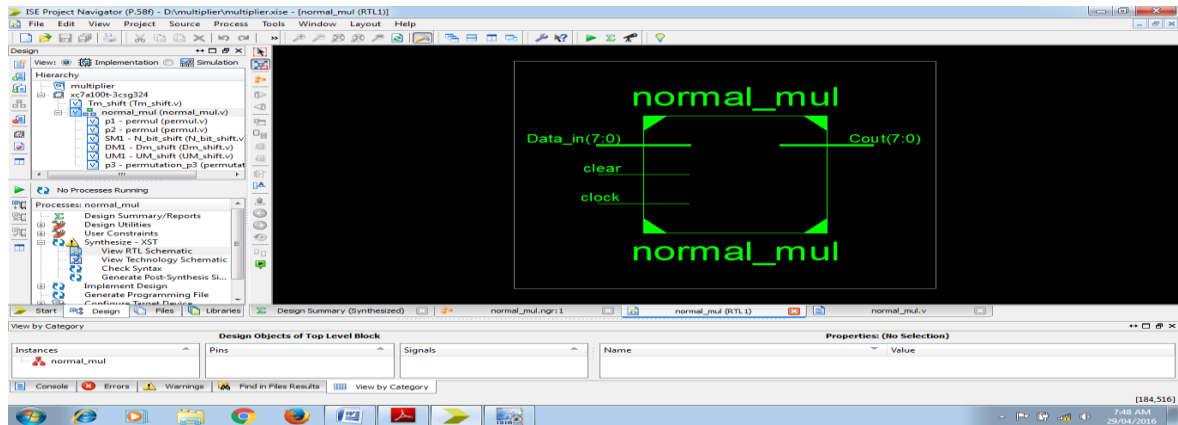 ISE Project Navigator (P.58f) - D:\multiplier\multiplier.xise - [normal_mul (RTL1)]
File Edit View Project Source Process Tools Window Layout Help
Design
View: Implementation Simulation
Hierarchy
multiplier
xc7a100t-3csg324
Tm_shift (Tm_shift.v)
normal_mul (normal_mul.v)
p1 - permul (permul.v)
p2 - permul (permul.v)
SM1 - N_bit_shift (N_bit_shift.v
DM1 - Dm_shift (Dm_shift.v)
UM1 - UM_shift (UM_shift.v)
p3 - permutation_p3 (permutat
No Processes Running
Processes: normal_mul
Design Summary/Reports
Design Utilities
User Constraints
Synthesize - XST
View RTL Schematic
View Technology Schematic
Check Syntax
Generate Post-Synthesis Si...
Implement Design
Generate Programming File
Configure Target Device
Start Design Files Libraries
normal_mul
Data_in(7:0)
Cout(7:0)
clear
clock
normal_mul
Design Summary (Synthesized) normal_mul.ngr:1 normal_mul (RTL1) normal_mul.v
View by Category
Design Objects of Top Level Block
Properties: (No Selection)
Instances Pins Signals Name Value
normal_mul
Console Errors Warnings Find in Files Results View by Category
[184,516]
7:48 AM
29/04/2016